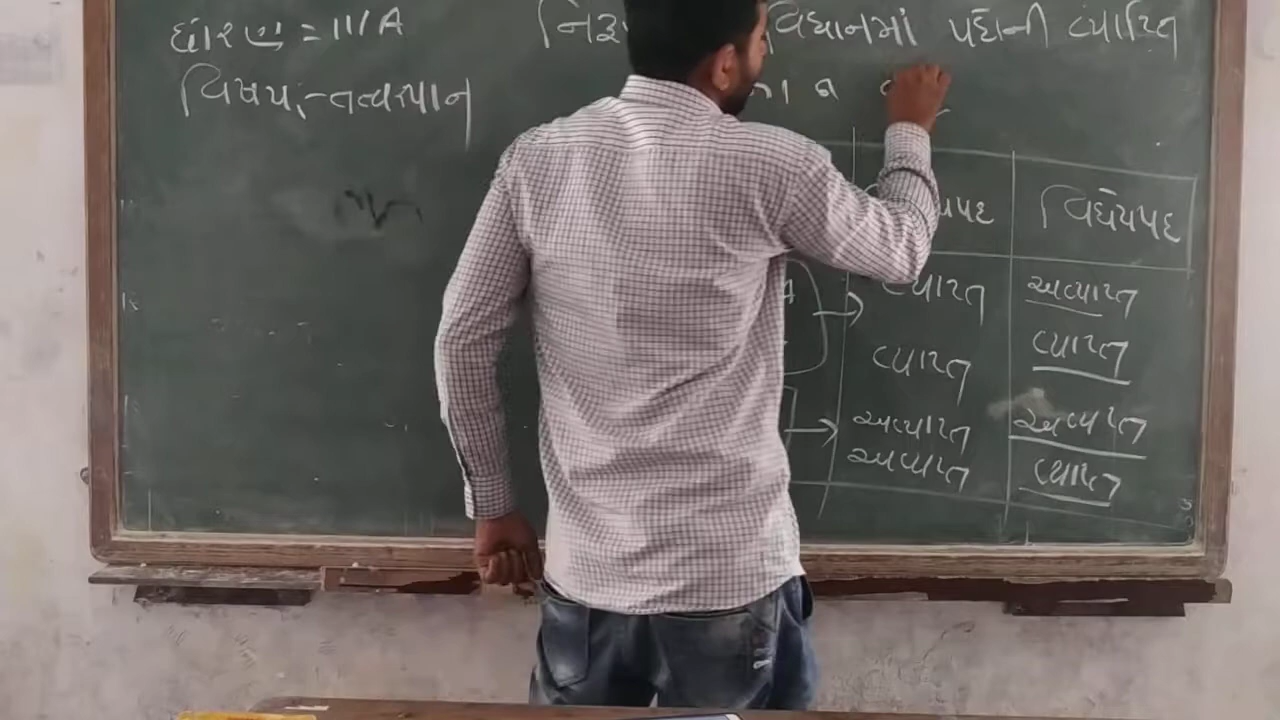 ધોરણ = 11/A
વિષય:- તત્વજ્ઞાન
વિધાનમાં પદોની વ્યાપ્તિ
વિધેયપદ
વ્યાપ્ત અવ્યાપ્ત
વ્યાપ્ત વ્યાપ્ત
અવ્યાપ્ત અવ્યાપ્ત
અવ્યાપ્ત વ્યાપ્ત